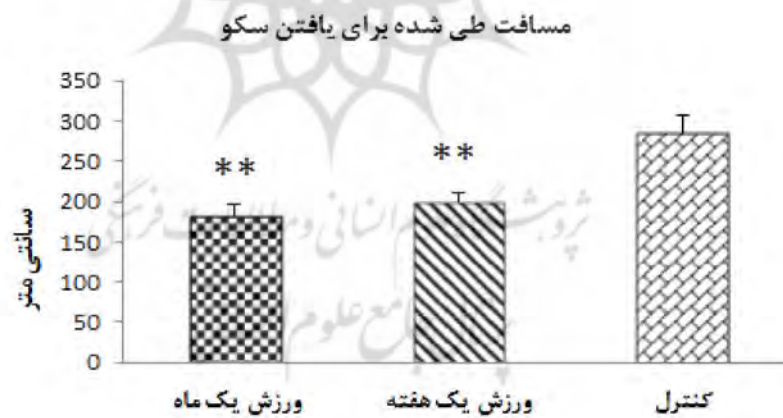 مسافت طی شده برای یافتن سکو
سانتی متر
350
300
250
200
150
100
50
0
**
**
کنترل
ورزش یک هفته
ورزش یک ماه